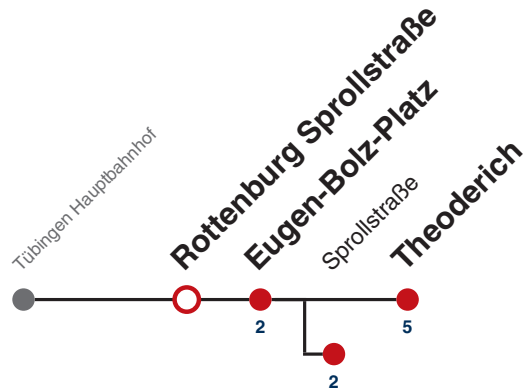 Tübingen Hauptbahnhof
Rottenburg Sprollstraße
Eugen-Bolz-Platz
Sprollstraße
Theoderich
2
5
2